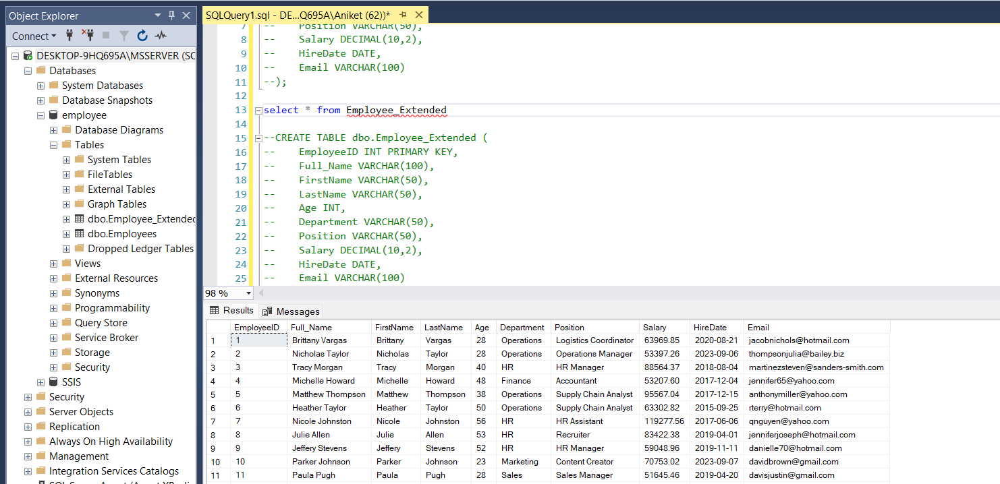 Object Explorer
Connect
DESKTOP-9HQ695A\MSSERVER (SC
Databases
System Databases
Database Snapshots
employee
Database Diagrams
Tables
System Tables
FileTables
External Tables
Graph Tables
dbo.Employee_Extended
dbo.Employees
Dropped Ledger Tables
Views
External Resources
Synonyms
Programmability
Query Store
Service Broker
Storage
Security
SSIS
Security
Server Objects
Replication
Always On High Availability
Management
Integration Services Catalogs
SQLQuery1.sql - DE...Q695A\Aniket (62))*
7 -- Position VARCHAR(50),
8 -- Salary DECIMAL(10,2),
9 -- HireDate DATE,
10 -- Email VARCHAR(100)
11 --);
12
13 select * from Employee_Extended
14
15 --CREATE TABLE dbo.Employee_Extended (
16 -- EmployeeID INT PRIMARY KEY,
17 -- Full_Name VARCHAR(100),
18 -- FirstName VARCHAR(50),
19 -- LastName VARCHAR(50),
20 -- Age INT,
21 -- Department VARCHAR(50),
22 -- Position VARCHAR(50),
23 -- Salary DECIMAL(10,2),
24 -- HireDate DATE,
25 -- Email VARCHAR(100)
98 %
Results Messages
EmployeeID Full_Name FirstName LastName Age Department Position Salary HireDate Email
1 1 Brittany Vargas Brittany Vargas 28 Operations Logistics Coordinator 63969.85 2020-08-21 jacobnichols@hotmail.com
2 2 Nicholas Taylor Nicholas Taylor 28 Operations Operations Manager 53397.26 2023-09-06 thompsonjulia@bailey.biz
3 3 Tracy Morgan Tracy Morgan 40 HR HR Manager 88564.37 2018-08-04 martinezsteven@sanders-smith.com
4 4 Michelle Howard Michelle Howard 48 Finance Accountant 53207.60 2017-12-04 jennifer65@yahoo.com
5 5 Matthew Thompson Matthew Thompson 38 Operations Supply Chain Analyst 95567.04 2017-12-15 anthonymiller@yahoo.com
6 6 Heather Taylor Heather Taylor 50 Operations Supply Chain Analyst 63302.82 2015-09-25 rterry@hotmail.com
7 7 Nicole Johnston Nicole Johnston 56 HR HR Assistant 119277.56 2017-06-06 qnguyen@yahoo.com
8 8 Julie Allen Julie Allen 53 HR Recruiter 83422.38 2019-04-01 jenniferjoseph@hotmail.com
9 9 Jeffery Stevens Jeffery Stevens 52 HR HR Manager 59048.96 2019-11-11 danielle70@hotmail.com
10 10 Parker Johnson Parker Johnson 23 Marketing Content Creator 70753.02 2023-09-07 davidbrown@gmail.com
11 11 Paula Pugh Paula Pugh 28 Sales Sales Manager 51645.46 2019-04-20 davisjustin@gmail.com